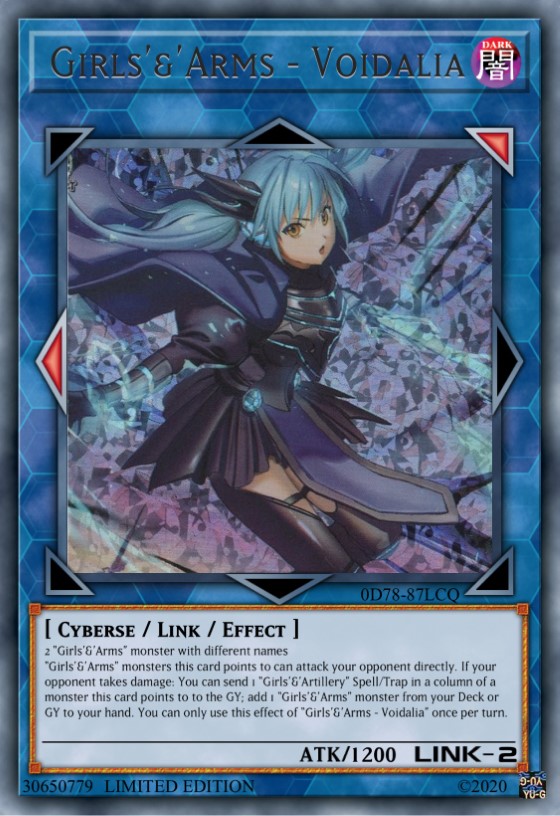 Girls'&'Arms - Voidalia
DARK
闇
0D78-87LCQ
[ Cyberse / Link / Effect ]
2 "Girls'&'Arms" monster with different names
"Girls'&'Arms" monsters this card points to can attack your opponent directly. If your
opponent takes damage: You can send 1 "Girls'&'Artillery" Spell/Trap in a column of a
monster this card points to to the GY; add 1 "Girls'&'Arms" monster from your Deck or
GY to your hand. You can only use this effect of "Girls'&'Arms - Voidalia" once per turn.
ATK/1200 LINK-2
30650779 LIMITED EDITION ©2020